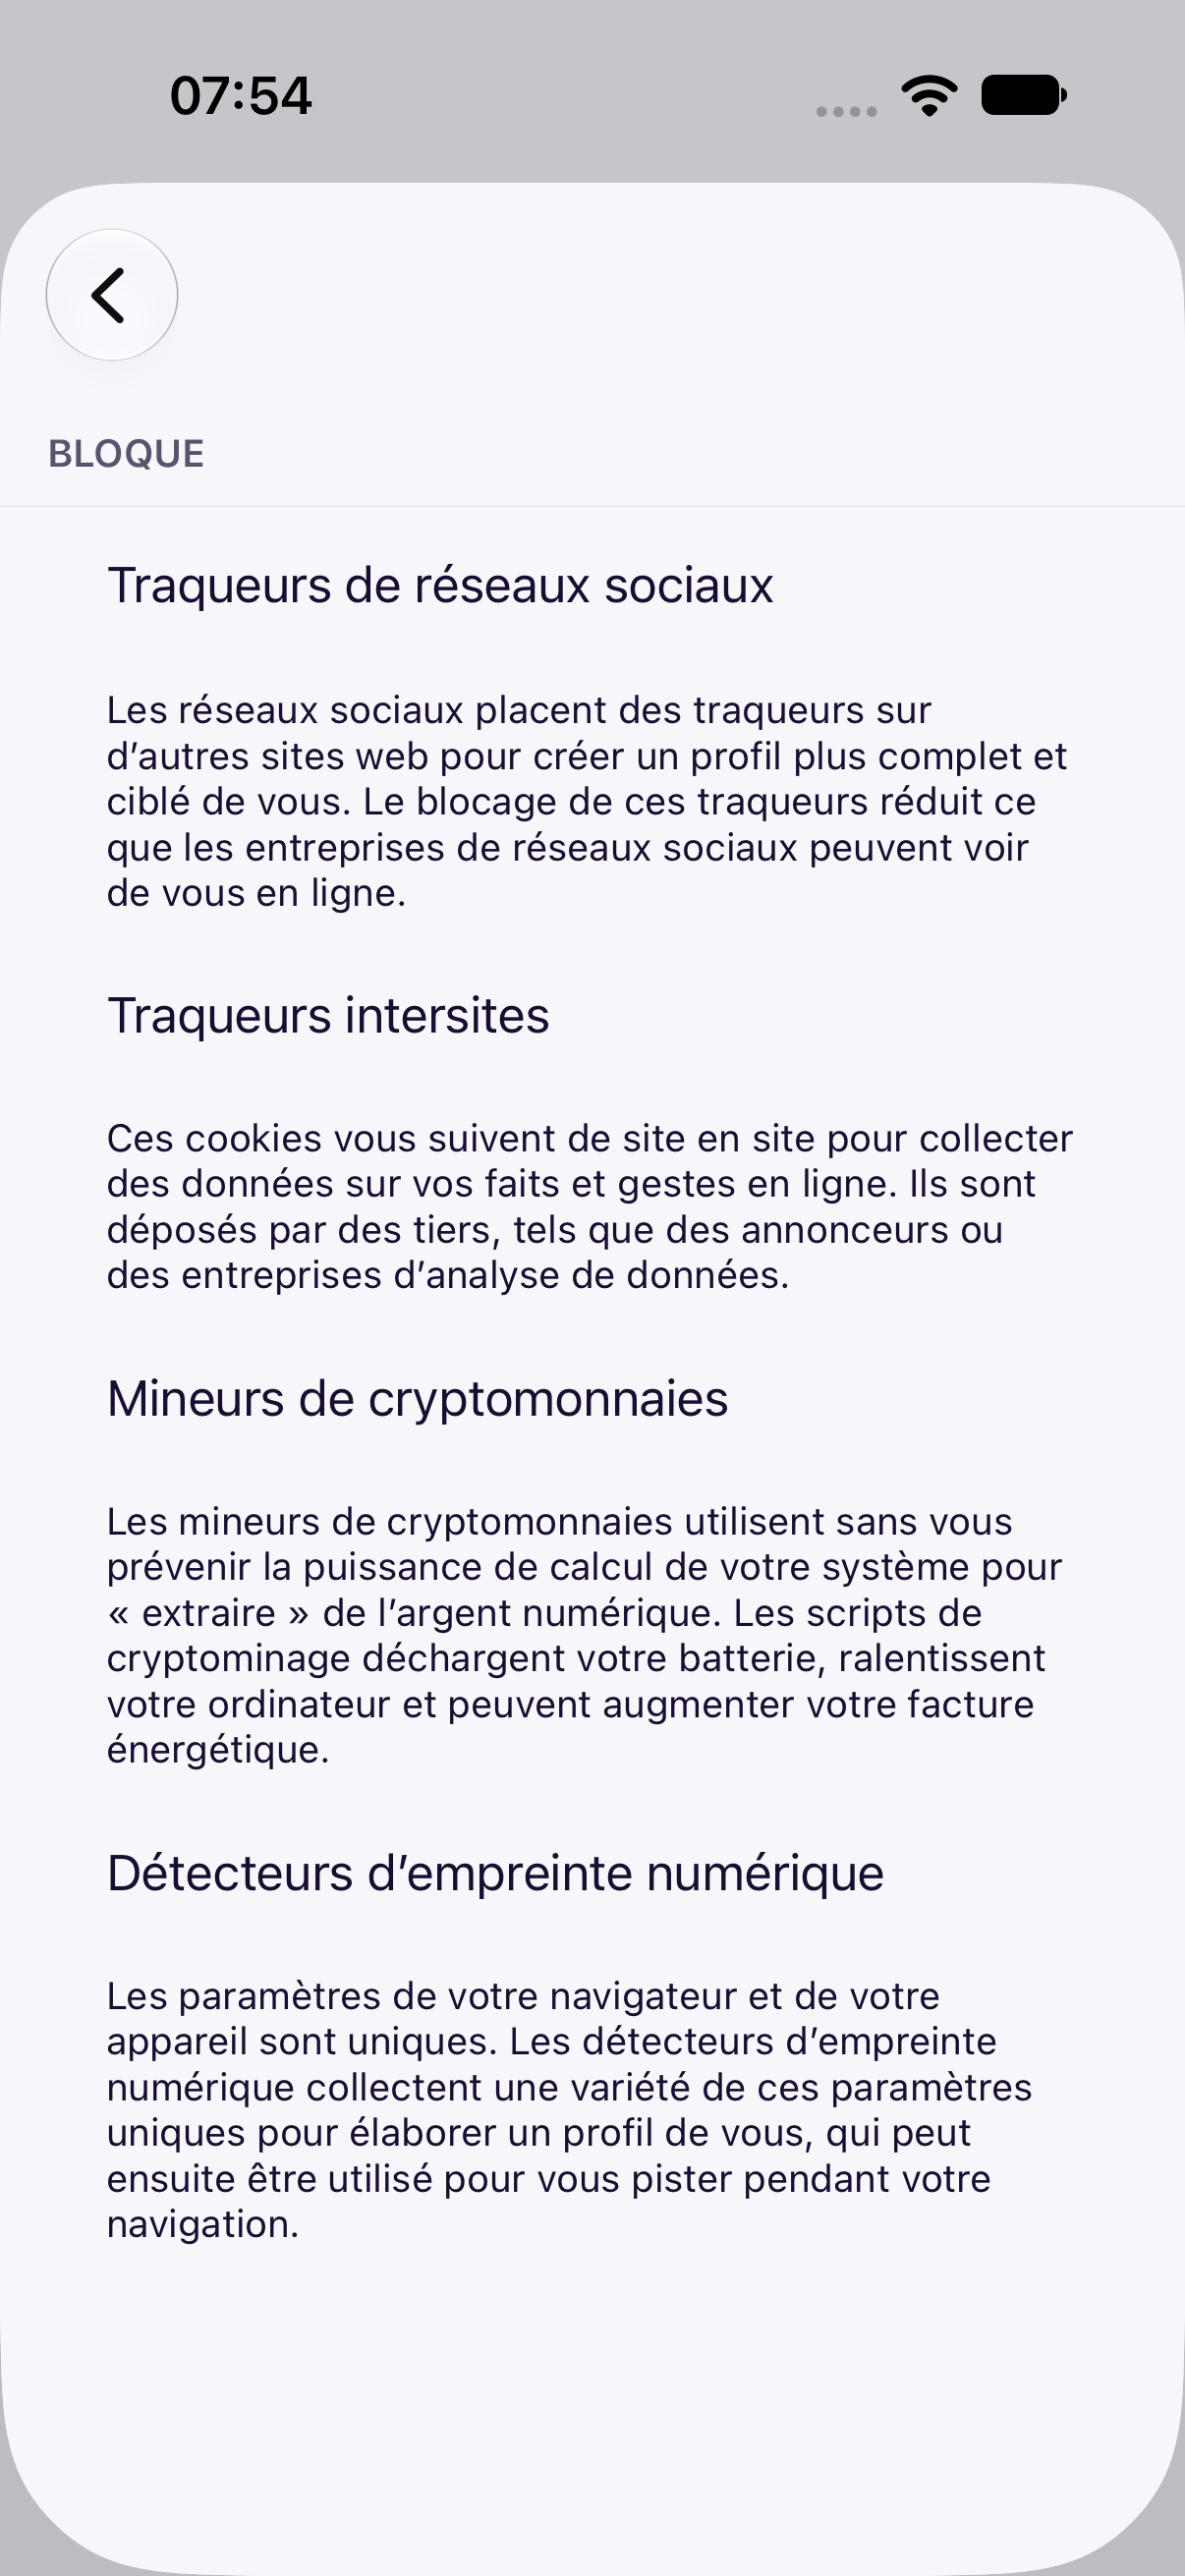 07:54
BLOQUE
Traqueurs de réseaux sociaux
Les réseaux sociaux placent des traqueurs sur
d’autres sites web pour créer un profil plus complet et
ciblé de vous. Le blocage de ces traqueurs réduit ce
que les entreprises de réseaux sociaux peuvent voir
de vous en ligne.
Traqueurs intersites
Ces cookies vous suivent de site en site pour collecter
des données sur vos faits et gestes en ligne. Ils sont
déposés par des tiers, tels que des annonceurs ou
des entreprises d’analyse de données.
Mineurs de cryptomonnaies
Les mineurs de cryptomonnaies utilisent sans vous
prévenir la puissance de calcul de votre système pour
« extraire » de l’argent numérique. Les scripts de
cryptominage déchargent votre batterie, ralentissent
votre ordinateur et peuvent augmenter votre facture
énergétique.
Détecteurs d’empreinte numérique
Les paramètres de votre navigateur et de votre
appareil sont uniques. Les détecteurs d’empreinte
numérique collectent une variété de ces paramètres
uniques pour élaborer un profil de vous, qui peut
ensuite être utilisé pour vous pister pendant votre
navigation.